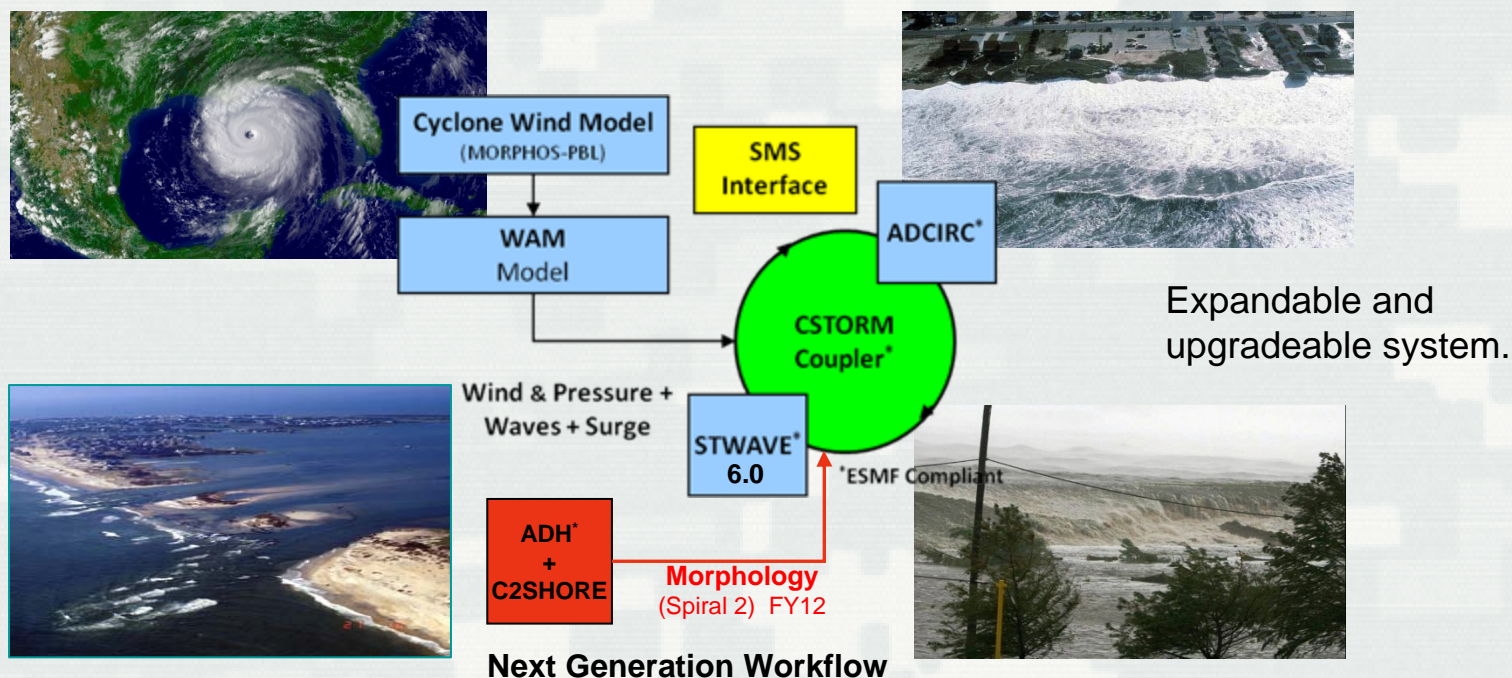 Cyclone Wind Model
(MORPHOS-PBL)
SMS
Interface
WAM
Model
ADCIRC*
CSTORM
Coupler*
Expandable and
upgradeable system.
Wind & Pressure +
Waves + Surge
STWAVE*
6.0
*ESMF Compliant
ADH*
+
C2SHORE
Morphology
(Spiral 2) FY12
Next Generation Workflow